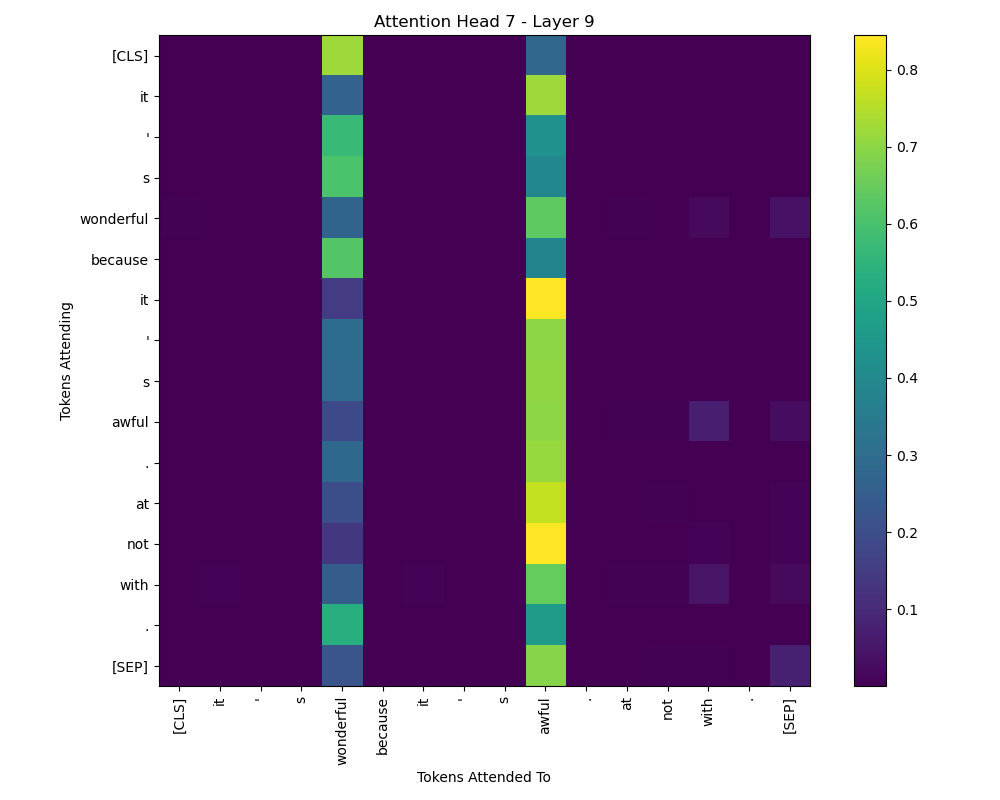 Attention Head 7 - Layer 9
[CLS]
it
'
s
wonderful
because
it
'
s
awful
.
at
not
with
.
[SEP]
Tokens Attending
[CLS]
it
'
s
wonderful
because
it
'
s
awful
.
at
not
with
.
[SEP]
Tokens Attended To
0.8
0.7
0.6
0.5
0.4
0.3
0.2
0.1